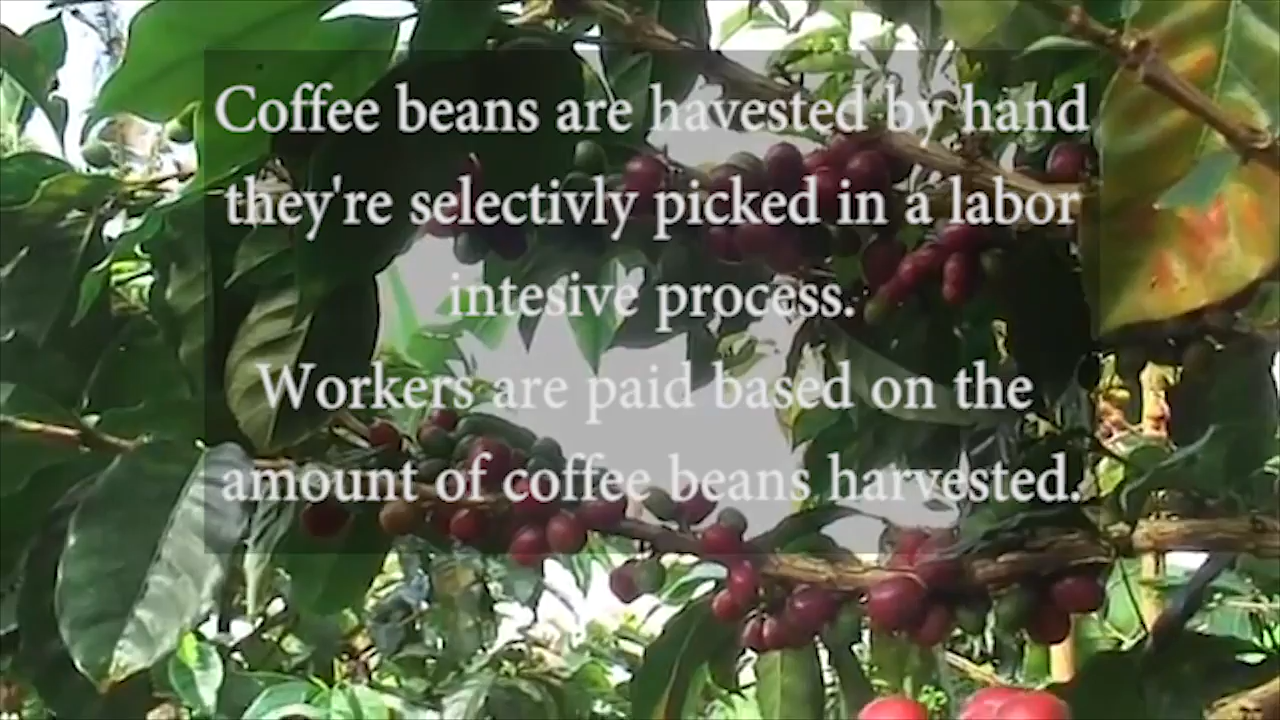 Coffee beans are havested by hand
they're selectivly picked in a labor
intesive process.
Workers are paid based on the
amount of coffee beans harvested.